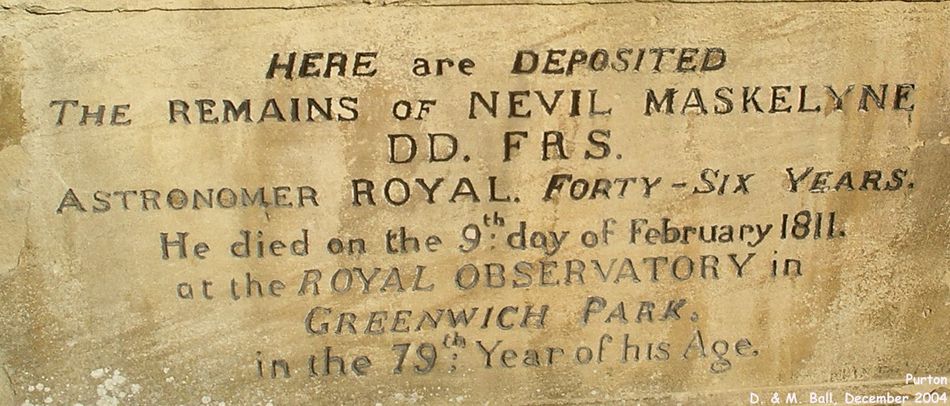 HERE are DEPOSITED
THE REMAINS OF NEVIL MASKELYNE
DD. FRS.
ASTRONOMER ROYAL. FORTY-SIX YEARS.
He died on the 9th day of February 1811.
at the ROYAL OBSERVATORY in
GREENWICH PARK.
in the 79th Year of his Age.
Purton
D. & M. Ball, December 2004